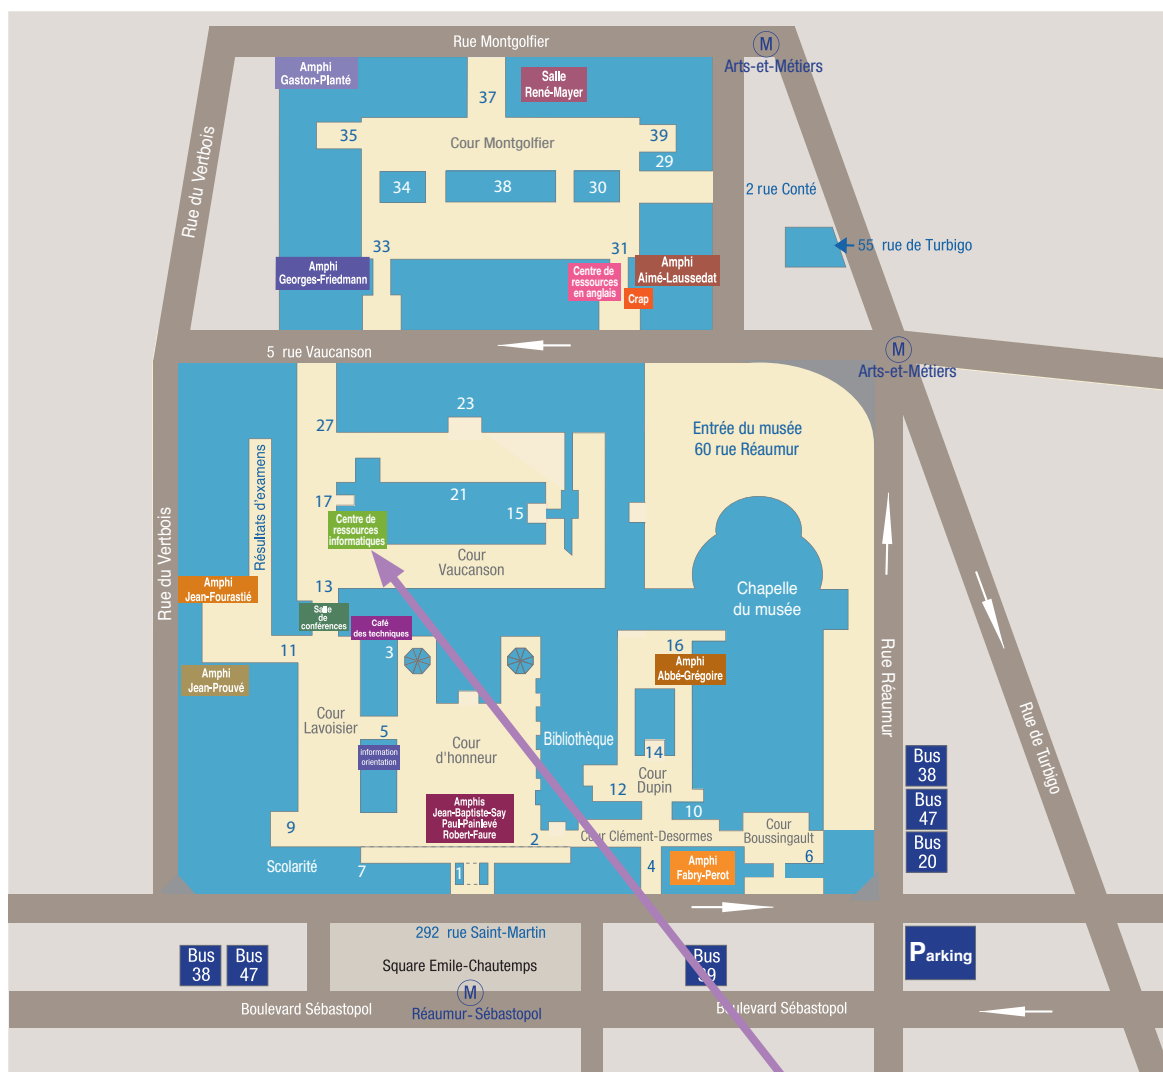 Rue Montgolfier
M
Arts-et-Métiers
Amphi
Gaston-Planté
Salle
René-Mayer
37
35
39
Cour Montgolfier
29
34
38
30
2 rue Conté
Rue du Vertbois
33
31
55 rue de Turbigo
Amphi
Georges-Friedmann
Centre de
ressources
en anglais
Amphi
Aimé-Laussedat
Crap
5 rue Vaucanson
M
Arts-et-Métiers
23
27
Entrée du musée
60 rue Réaumur
Résultats d'examens
21
17
15
Centre de
ressources
informatiques
Cour
Vaucanson
Rue du Vertbois
13
Amphi
Jean-Fourastié
Chapelle
du musée
Salle
de
conférences
Café
des techniques
3
11
16
Amphi
Jean-Prouvé
Amphi
Abbé-Grégoire
Rue Réaumur
Rue de Turbigo
Cour
Lavoisier
5
Cour
d'honneur
Bibliothèque
14
information
orientation
Cour
Dupin
12
Bus
38
Bus
47
Bus
20
Amphis
Jean-Baptiste-Say
Paul-Painlevé
Robert-Faure
10
9
2
Cour Clément-Desormes
Cour
Boussingault
6
Scolarité
7
1
4
Amphi
Fabry-Perot
292 rue Saint-Martin
Square Emile-Chautemps
Bus
38
Bus
47
Bus
39
Parking
M
Réaumur-Sébastopol
Boulevard Sébastopol
Boulevard Sébastopol